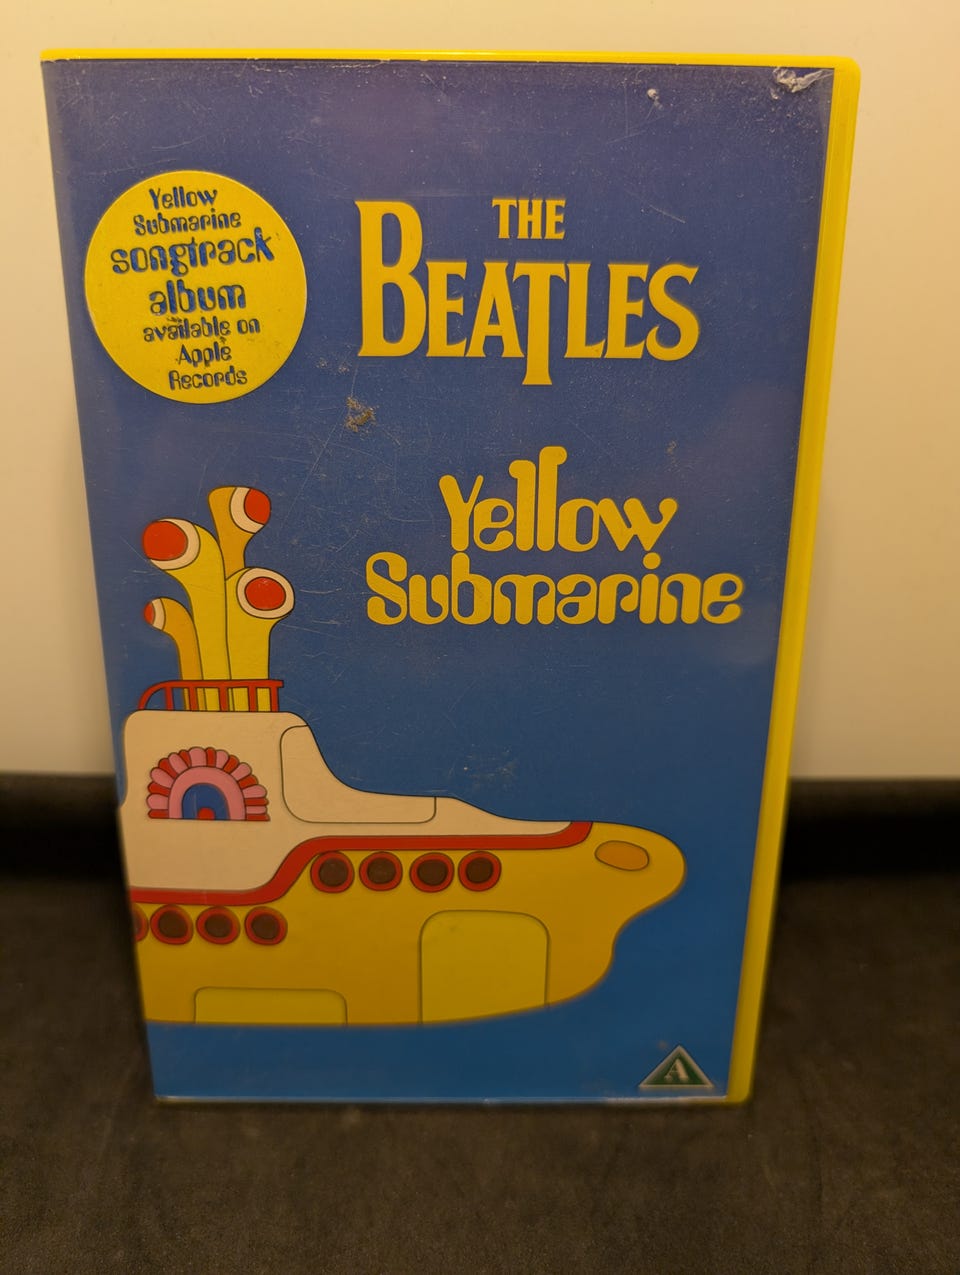 Yellow
Submarine
songtrack
album
available on
Apple
Records
THE
BEATLES
Yellow
Submarine
A